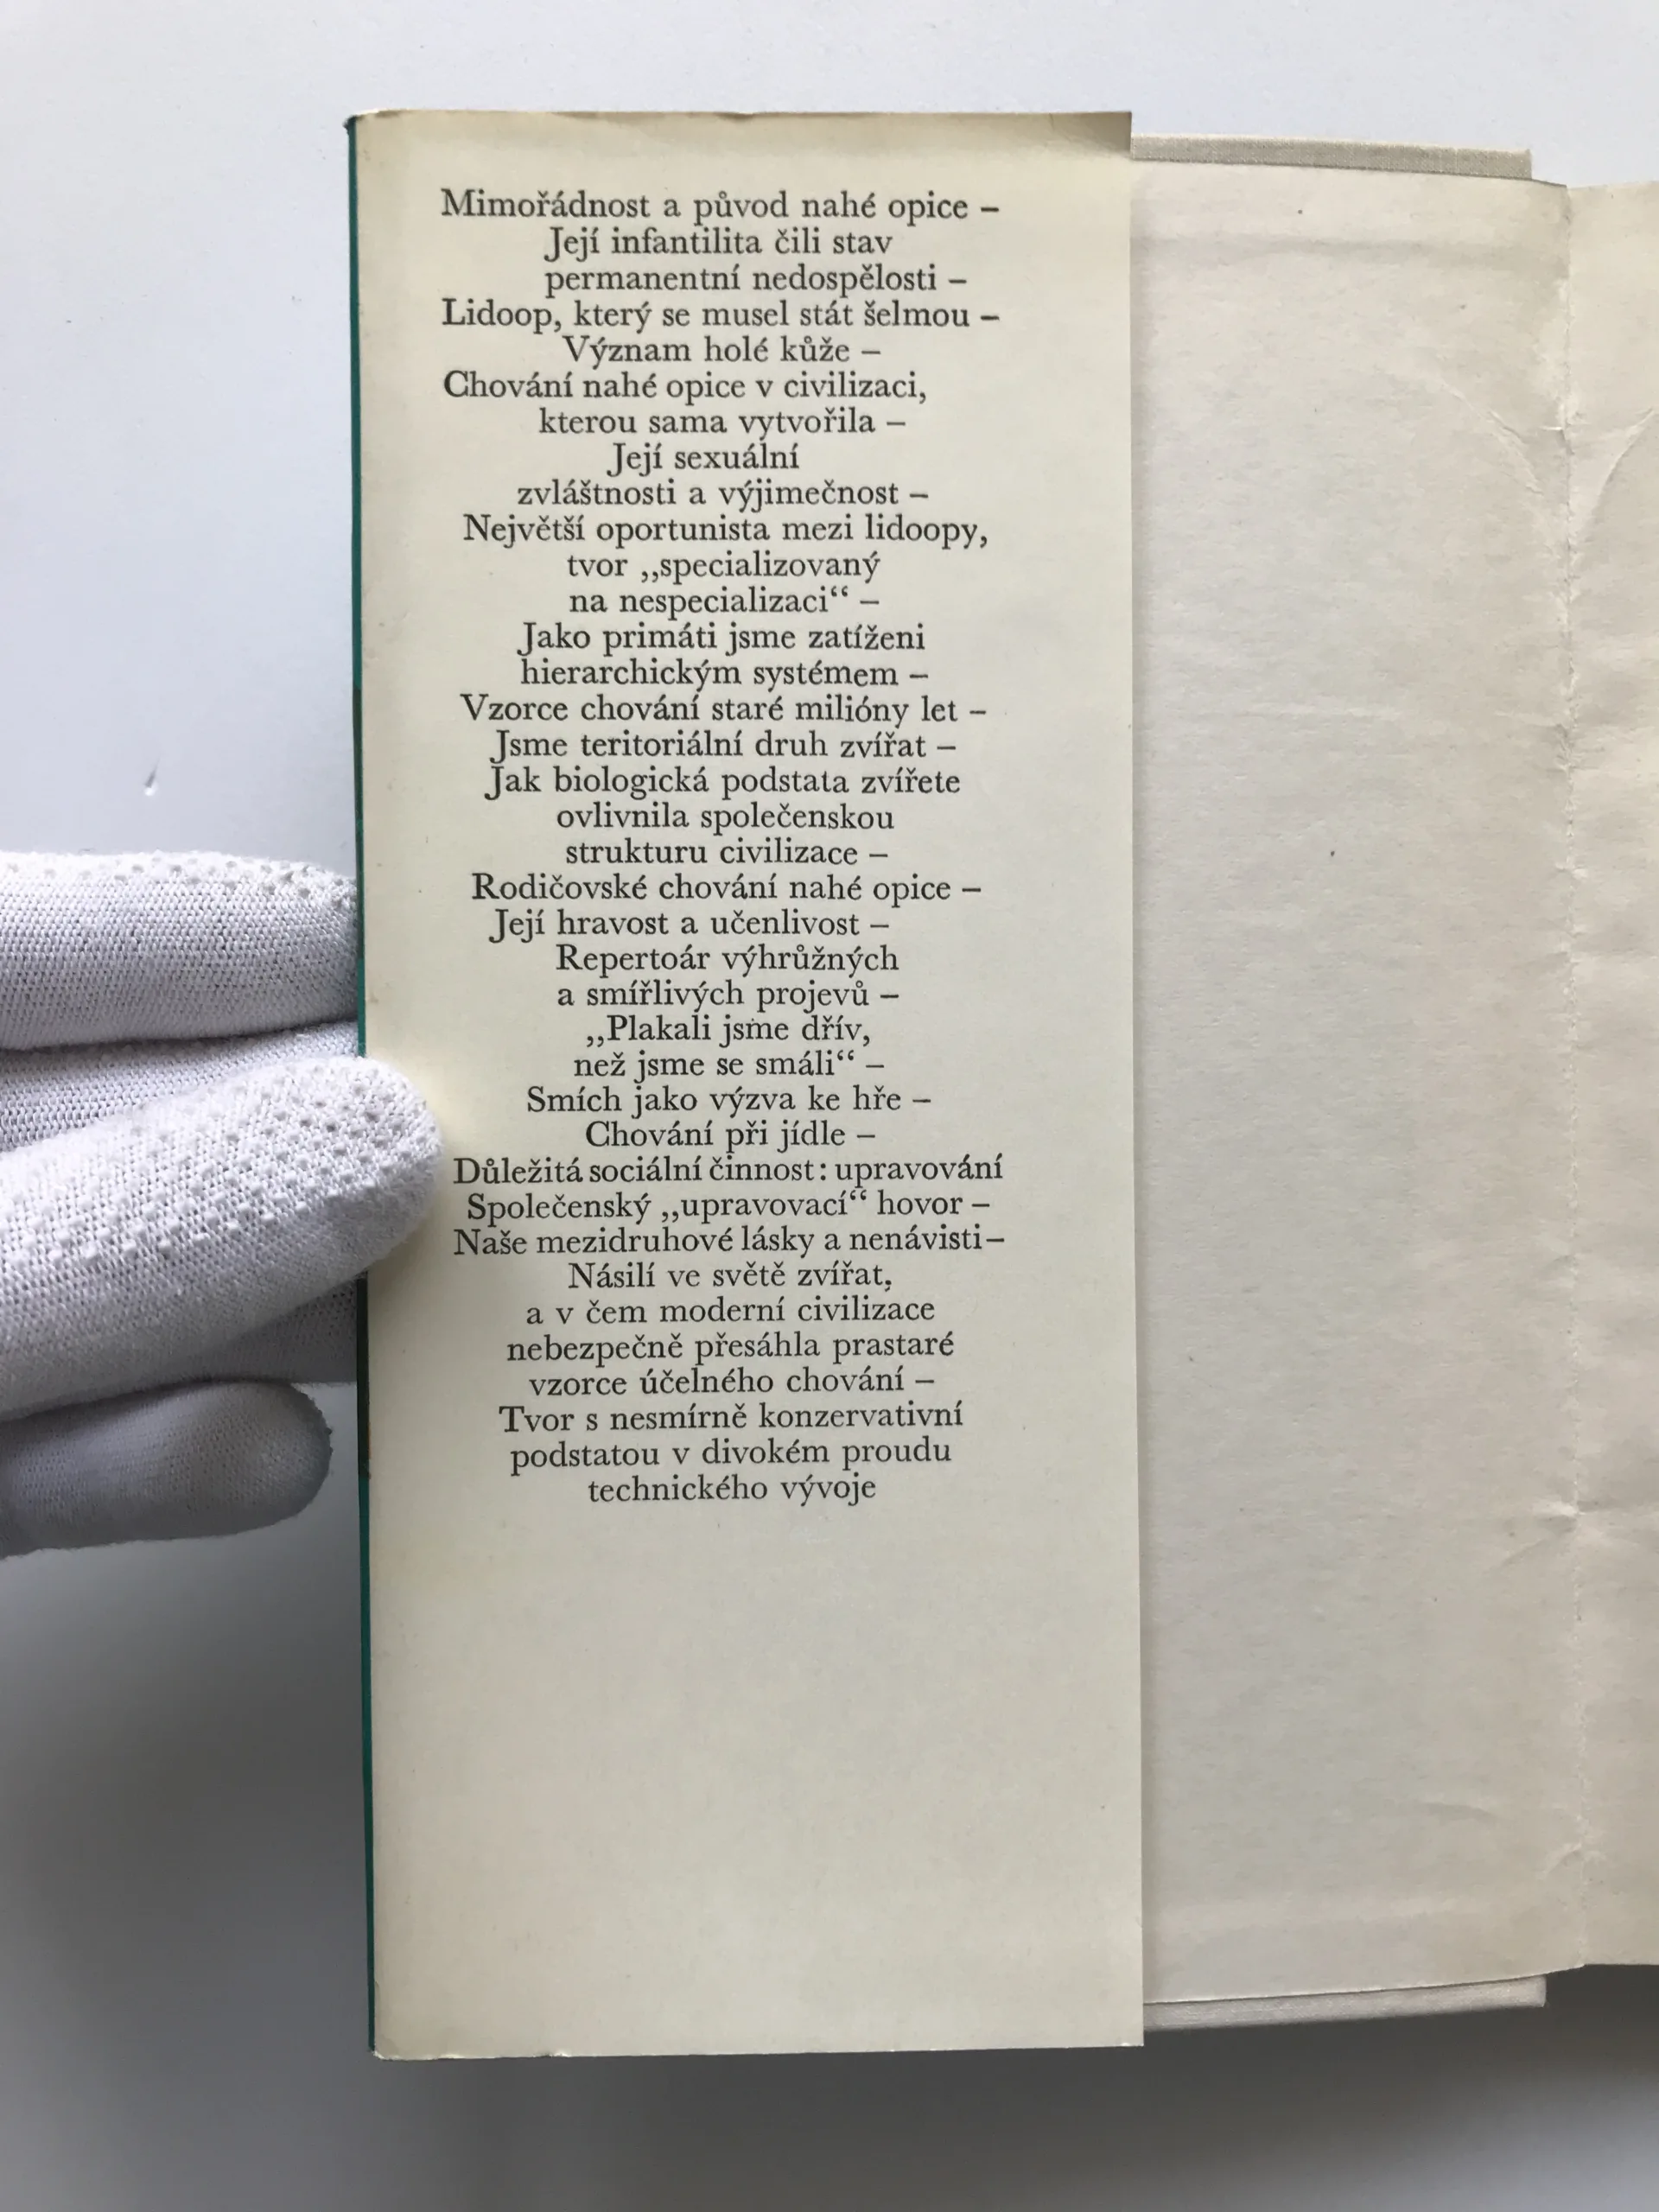 Mimořádnost a původ nahé opice –
Její infantilita čili stav
permanentní nedospělosti –
Lidoop, který se musel stát šelmou –
Význam holé kůže –
Chování nahé opice v civilizaci,
kterou sama vytvořila –
Její sexuální
zvláštnosti a výjimečnost –
Největší oportunista mezi lidoopy,
tvor ,,specializovaný
na nespecializaci“ –
Jako primáti jsme zatíženi
hierarchickým systémem –
Vzorce chování staré milióny let –
Jsme teritoriální druh zvířat –
Jak biologická podstata zvířete
ovlivnila společenskou
strukturu civilizace –
Rodičovské chování nahé opice –
Její hravost a učenlivost –
Repertoár výhrůžných
a smířlivých projevů –
,,Plakali jsme dřív,
než jsme se smáli“ –
Smích jako výzva ke hře –
Chování při jídle –
Důležitá sociální činnost: upravování
Společenský ,,upravovací“ hovor –
Naše mezidruhové lásky a nenávisti–
Násilí ve světě zvířat,
a v čem moderní civilizace
nebezpečně přesáhla prastaré
vzorce účelného chování –
Tvor s nesmírně konzervativní
podstatou v divokém proudu
technického vývoje